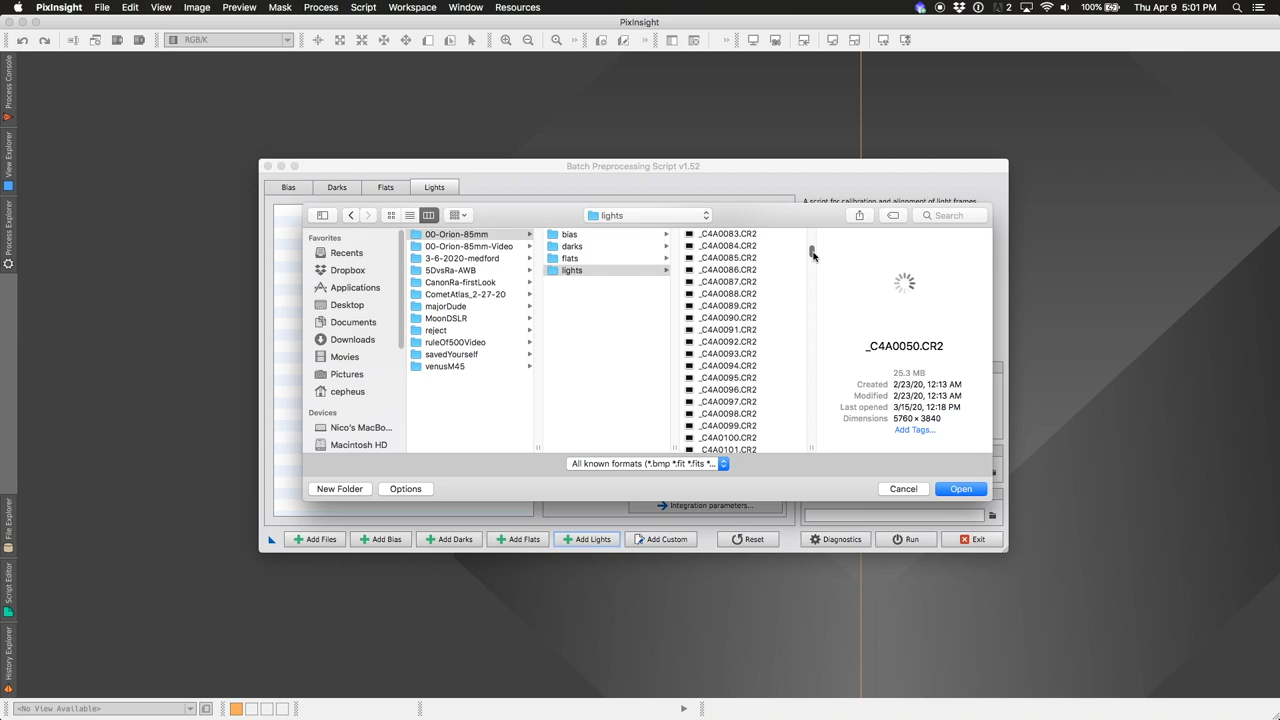 PixInsight File Edit View Image Preview Mask Process Script Workspace Window Resources 2 100% Thu Apr 9 5:01 PM
PixInsight
RGB/K
Process Console
View Explorer
Process Explorer
File Explorer
Script Editor
History Explorer
Batch Preprocessing Script v1.52
Bias Darks Flats Lights
A script for calibration and alignment of light frames
lights
Search
Favorites
Recents
Dropbox
Applications
Desktop
Documents
Downloads
Movies
Pictures
cepheus
Devices
Nico's MacBo...
Macintosh HD
00-Orion-85mm
00-Orion-85mm-Video
3-6-2020-medford
5DvsRa-AWB
CanonRa-firstLook
CometAtlas_2-27-20
majorDude
MoonDSLR
reject
ruleOf500Video
savedYourself
venusM45
bias
darks
flats
lights
_C4A0083.CR2
_C4A0084.CR2
_C4A0085.CR2
_C4A0086.CR2
_C4A0087.CR2
_C4A0088.CR2
_C4A0089.CR2
_C4A0090.CR2
_C4A0091.CR2
_C4A0092.CR2
_C4A0093.CR2
_C4A0094.CR2
_C4A0095.CR2
_C4A0096.CR2
_C4A0097.CR2
_C4A0098.CR2
_C4A0099.CR2
_C4A0100.CR2
_C4A0101.CR2
_C4A0050.CR2
25.3 MB
Created 2/23/20, 12:13 AM
Modified 2/23/20, 12:13 AM
Last opened 3/15/20, 12:18 PM
Dimensions 5760 × 3840
Add Tags...
All known formats (*.bmp *.fit *.fits *...
New Folder Options Cancel Open
Integration parameters...
Add Files Add Bias Add Darks Add Flats Add Lights Add Custom Reset Diagnostics Run Exit
<No View Available>